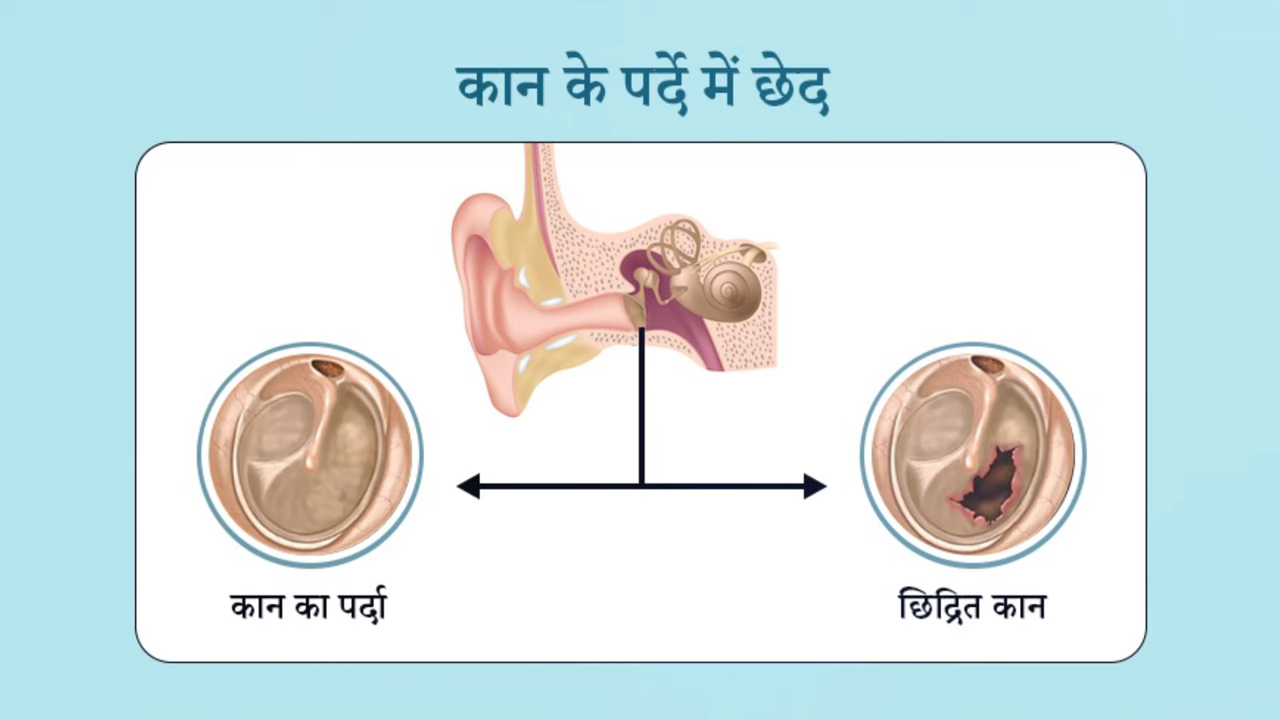 कान के पर्दे में छेद
कान का पर्दा
छिद्रित कान